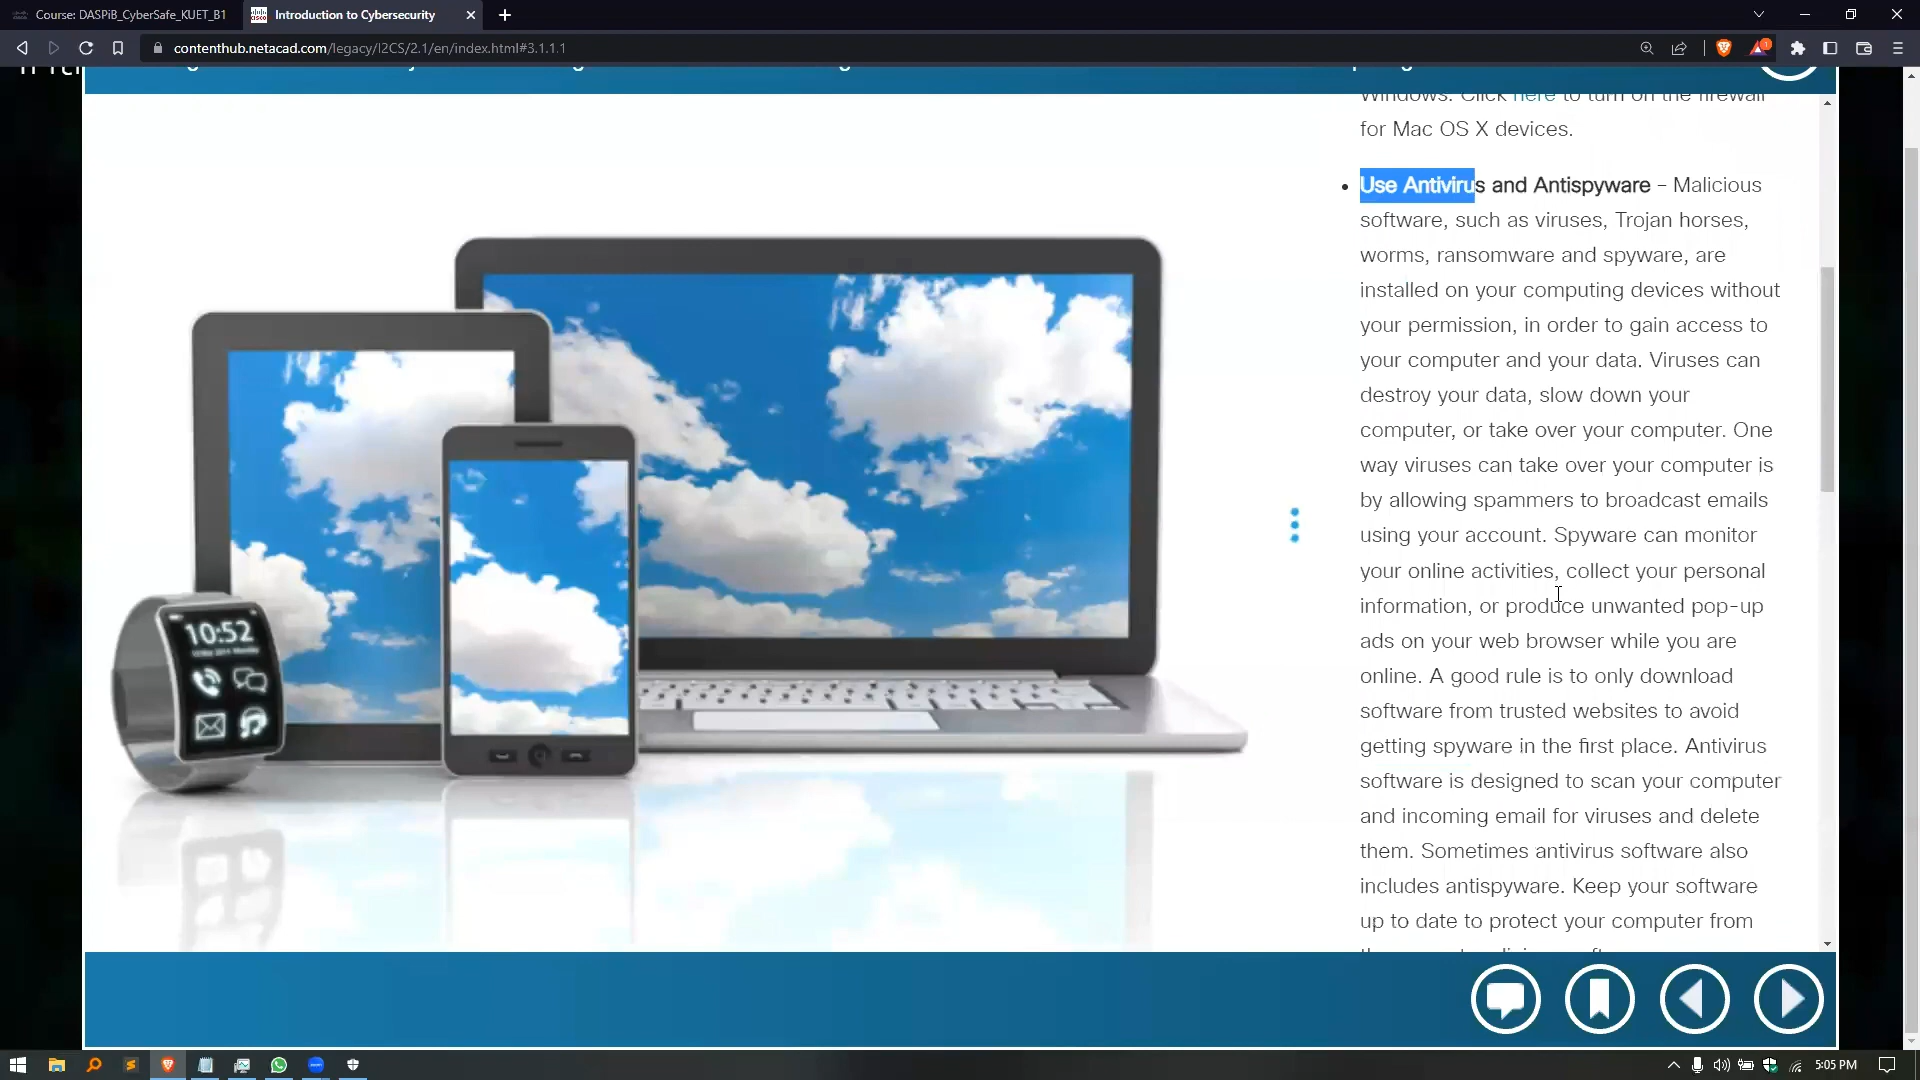 Course: DASPiB_CyberSafe_KUET_B1
Introduction to Cybersecurity
contenthub.netacad.com/legacy/I2CS/2.1/en/index.html#3.1.1.1
Windows. Click here to turn on the firewall
for Mac OS X devices.
• Use Antivirus and Antispyware – Malicious
software, such as viruses, Trojan horses,
worms, ransomware and spyware, are
installed on your computing devices without
your permission, in order to gain access to
your computer and your data. Viruses can
destroy your data, slow down your
computer, or take over your computer. One
way viruses can take over your computer is
by allowing spammers to broadcast emails
using your account. Spyware can monitor
your online activities, collect your personal
information, or produce unwanted pop-up
ads on your web browser while you are
online. A good rule is to only download
software from trusted websites to avoid
getting spyware in the first place. Antivirus
software is designed to scan your computer
and incoming email for viruses and delete
them. Sometimes antivirus software also
includes antispyware. Keep your software
up to date to protect your computer from
10:52
5:05 PM